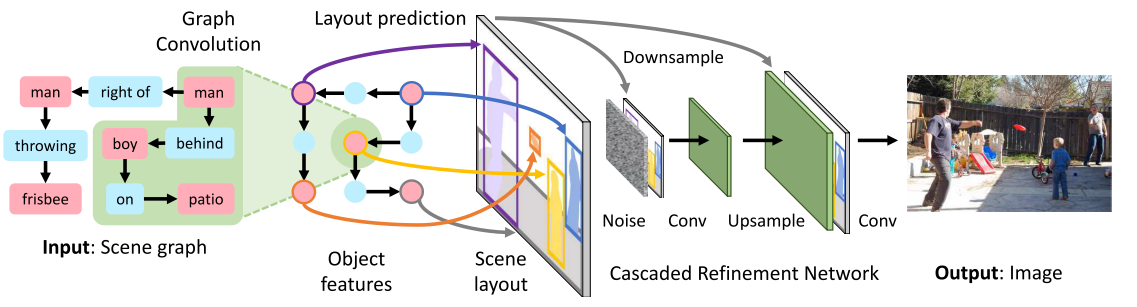 Graph
Convolution
Layout prediction
Downsample
man
right of
man
throwing
boy
behind
frisbee
on
patio
Input: Scene graph
Object
features
Scene
layout
Noise
Conv
Upsample
Conv
Cascaded Refinement Network
Output: Image